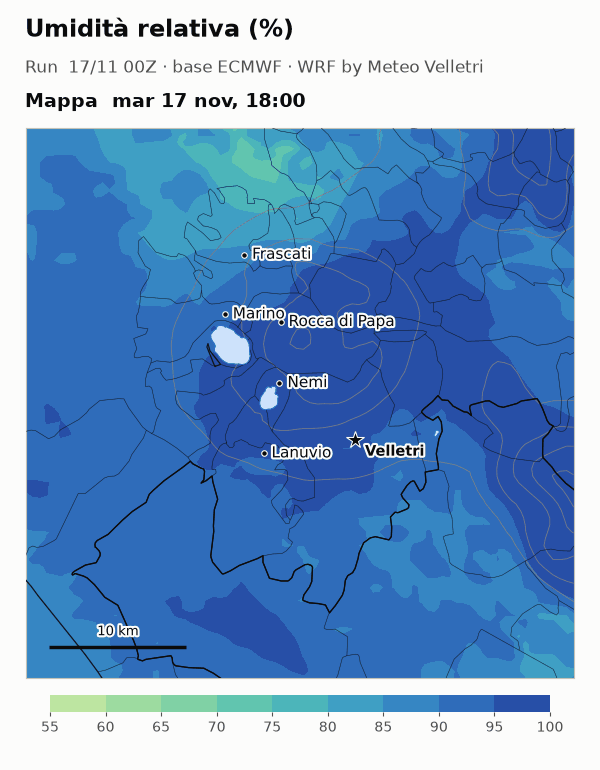 Umidità relativa (%)
Run  17/11 00Z · base ECMWF · WRF by Meteo Velletri
Mappa  mar 17 nov, 18:00
Frascati
Marino
Rocca di Papa
Nemi
Velletri
Lanuvio
10 km
55 60 65 70 75 80 85 90 95 100